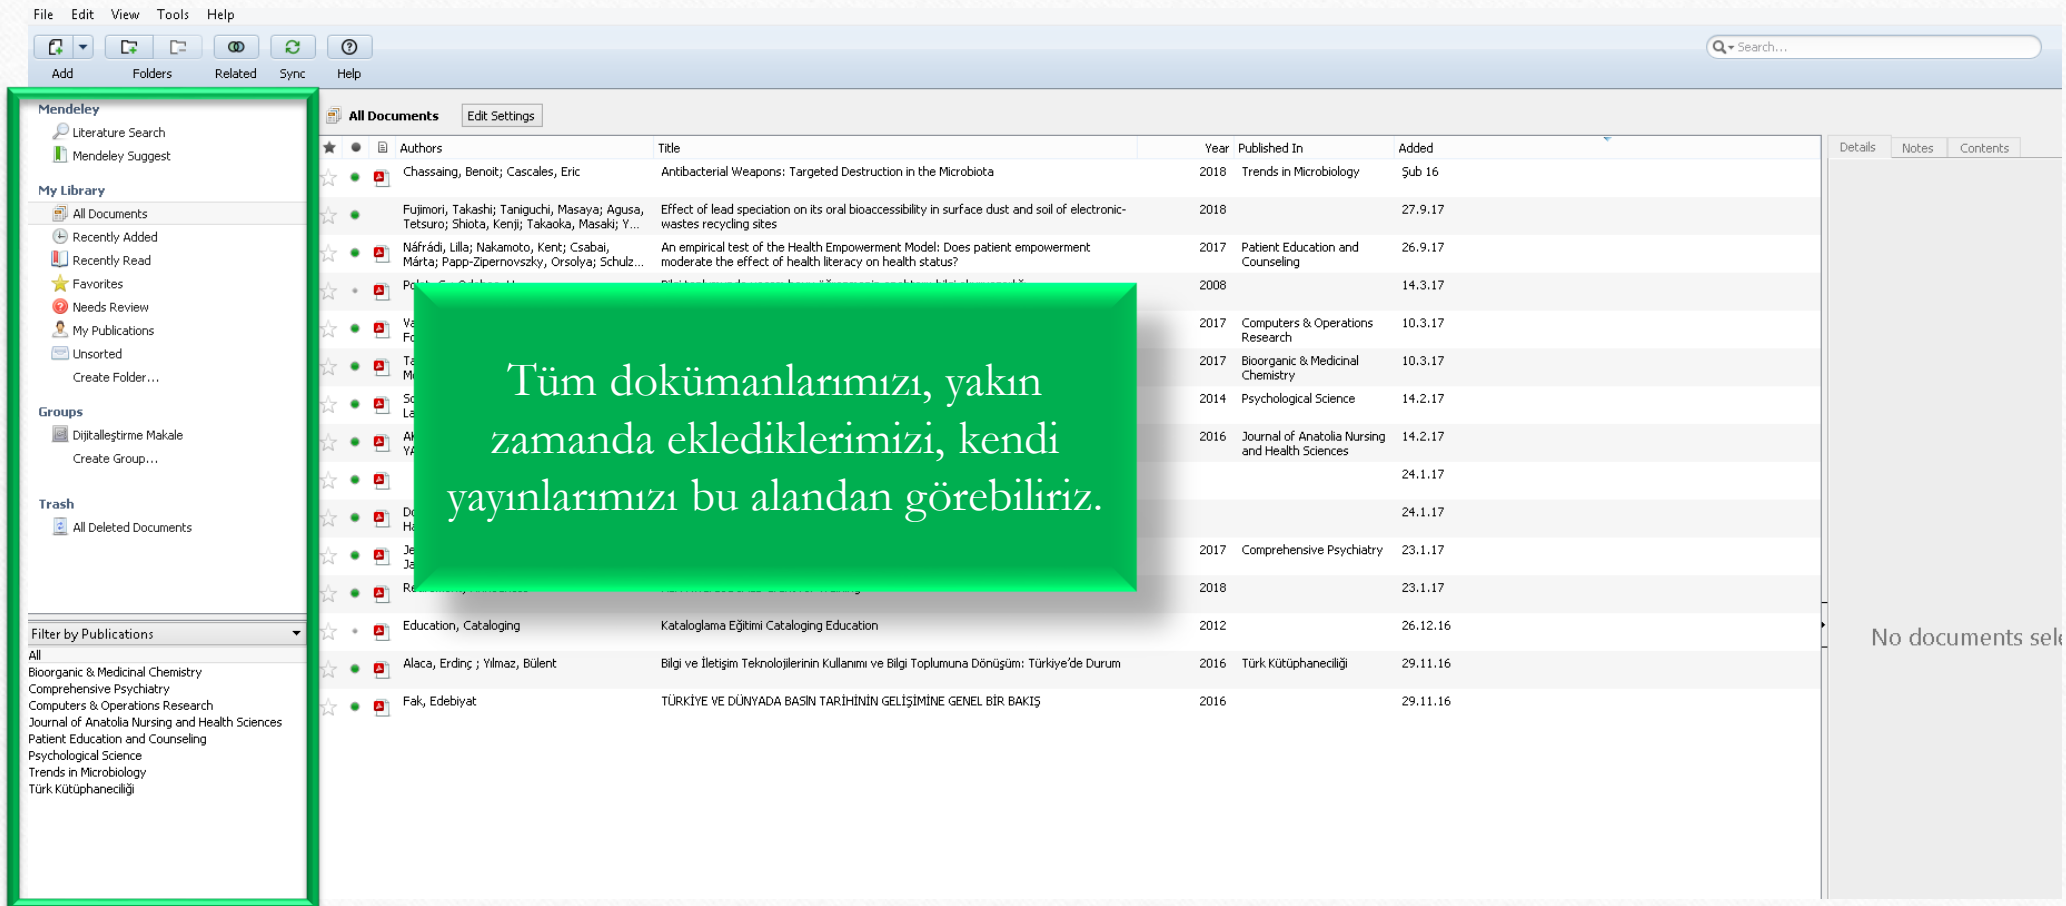 File Edit View Tools Help
Add Folders Related Sync Help
Search...
Mendeley
Literature Search
Mendeley Suggest
My Library
All Documents
Recently Added
Recently Read
Favorites
Needs Review
My Publications
Unsorted
Create Folder...
Groups
Dijitalleştirme Makale
Create Group...
Trash
All Deleted Documents
Filter by Publications
All
Bioorganic & Medicinal Chemistry
Comprehensive Psychiatry
Computers & Operations Research
Journal of Anatolia Nursing and Health Sciences
Patient Education and Counseling
Psychological Science
Trends in Microbiology
Türk Kütüphaneciliği
All Documents Edit Settings
Authors Title Year Published In Added
Chassaing, Benoit; Cascales, Eric Antibacterial Weapons: Targeted Destruction in the Microbiota 2018 Trends in Microbiology Şub 16
Fujimori, Takashi; Taniguchi, Masaya; Agusa, Effect of lead speciation on its oral bioaccessibility in surface dust and soil of electronic- 2018 27.9.17
Tetsuro; Shiota, Kenji; Takaoka, Masaki; Y... wastes recycling sites
Náfrádi, Lilla; Nakamoto, Kent; Csabai, An empirical test of the Health Empowerment Model: Does patient empowerment 2017 Patient Education and 26.9.17
Márta; Papp-Zipernovszky, Orsolya; Schulz... moderate the effect of health literacy on health status? Counseling
2008 14.3.17
2017 Computers & Operations 10.3.17
Research
2017 Bioorganic & Medicinal 10.3.17
Chemistry
2014 Psychological Science 14.2.17
2016 Journal of Anatolia Nursing 14.2.17
and Health Sciences
24.1.17
24.1.17
2017 Comprehensive Psychiatry 23.1.17
2018 23.1.17
Education, Cataloging Kataloglama Eğitimi Cataloging Education 2012 26.12.16
Alaca, Erdinç ; Yılmaz, Bülent Bilgi ve İletişim Teknolojilerinin Kullanımı ve Bilgi Toplumuna Dönüşüm: Türkiye'de Durum 2016 Türk Kütüphaneciliği 29.11.16
Fak, Edebiyat TÜRKİYE VE DÜNYADA BASIN TARİHİNİN GELİŞİMİNE GENEL BİR BAKIŞ 2016 29.11.16
Tüm dokümanlarımızı, yakın
zamanda eklediklerimizi, kendi
yayınlarımızı bu alandan görebiliriz.
Details Notes Contents
No documents sele